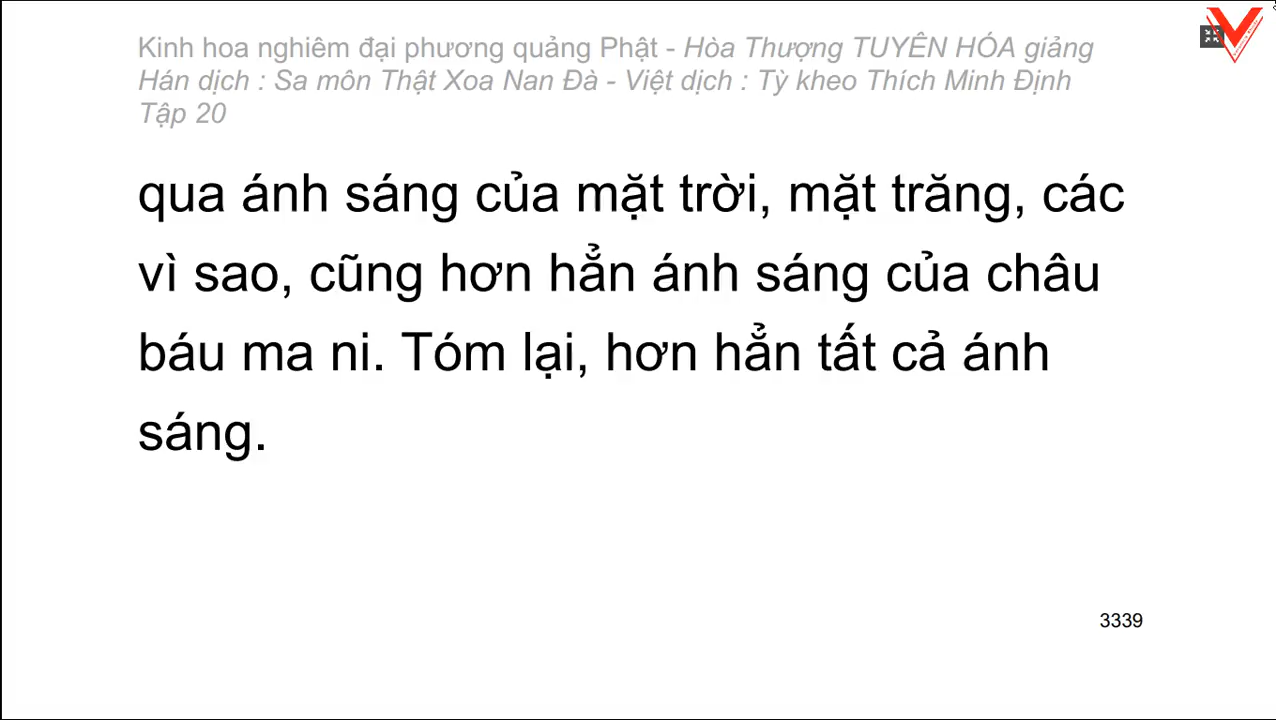 Kinh hoa nghiêm đại phương quảng Phật - Hòa Thượng TUYÊN HÓA giảng
Hán dịch : Sa môn Thật Xoa Nan Đà - Việt dịch : Tỳ kheo Thích Minh Định
Tập 20
qua ánh sáng của mặt trời, mặt trăng, các
vì sao, cũng hơn hẳn ánh sáng của châu
báu ma ni. Tóm lại, hơn hẳn tất cả ánh
sáng.
3339